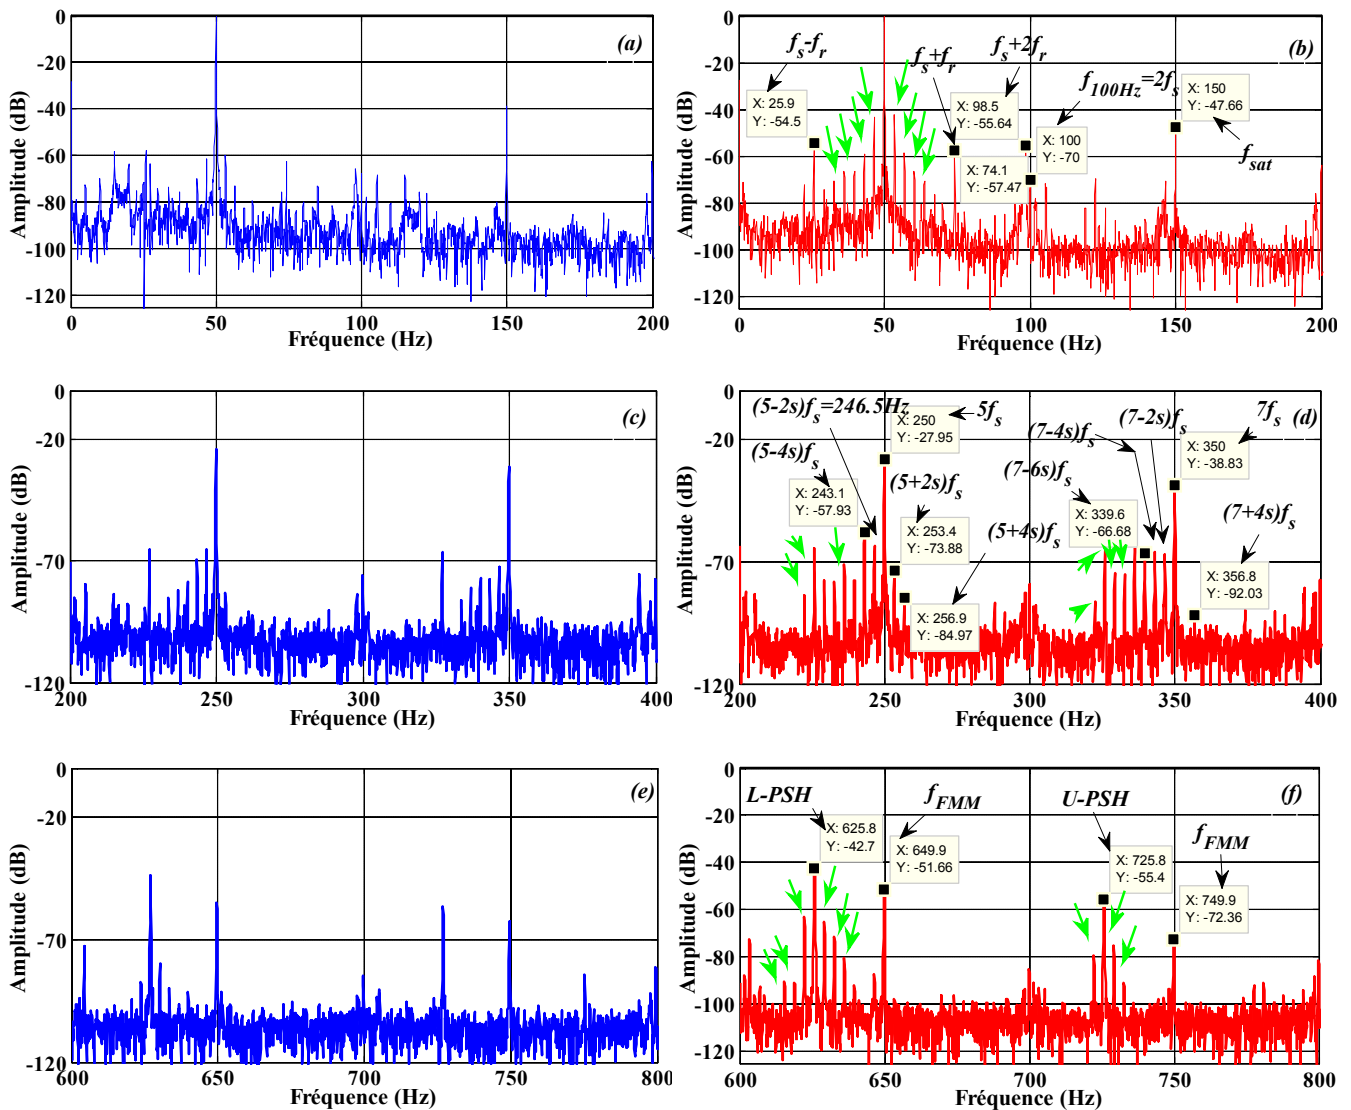 (a)
0
-20
-40
-60
-80
-100
-120
Amplitude (dB)
0 50 100 150 200
Fréquence (Hz)
(b)
0
-20
-40
-60
-80
-100
-120
Amplitude (dB)
0 50 100 150 200
Fréquence (Hz)
fs-fr
X: 25.9
Y: -54.5
fs+fr
X: 74.1
Y: -57.47
fs+2fr
X: 98.5
Y: -55.64
f100Hz=2fs
X: 100
Y: -70
X: 150
Y: -47.66
fsat
(c)
0
-20
-70
-120
Amplitude (dB)
200 250 300 350 400
Fréquence (Hz)
(d)
0
-20
-70
-120
Amplitude (dB)
200 250 300 350 400
Fréquence (Hz)
(5-2s)fs=246.5Hz
5fs
X: 250
Y: -27.95
(5-4s)fs
X: 243.1
Y: -57.93
(5+2s)fs
X: 253.4
Y: -73.88
(5+4s)fs
X: 256.9
Y: -84.97
(7-2s)fs
(7-4s)fs
(7-6s)fs
X: 339.6
Y: -66.68
7fs
X: 350
Y: -38.83
(7+4s)fs
X: 356.8
Y: -92.03
(e)
0
-20
-70
-120
Amplitude (dB)
600 650 700 750 800
Fréquence (Hz)
(f)
0
-20
-40
-60
-80
-100
-120
Amplitude (dB)
600 650 700 750 800
Fréquence (Hz)
L-PSH
X: 625.8
Y: -42.7
fFMM
X: 649.9
Y: -51.66
U-PSH
X: 725.8
Y: -55.4
fFMM
X: 749.9
Y: -72.36